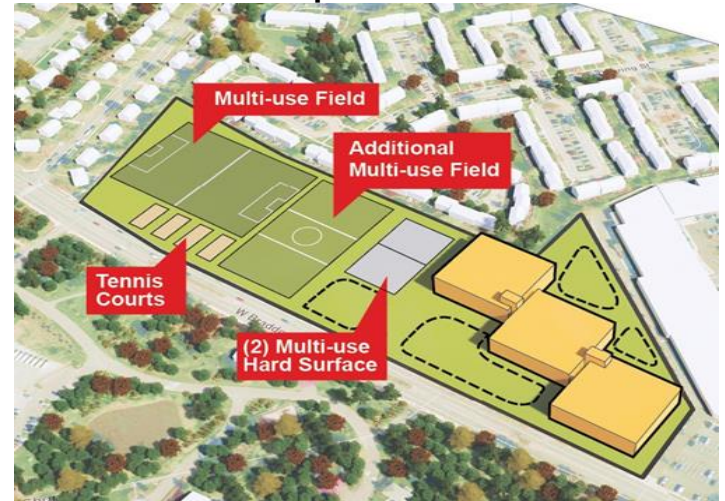 Multi-use Field
Additional
Multi-use Field
Tennis
Courts
(2) Multi-use
Hard Surface